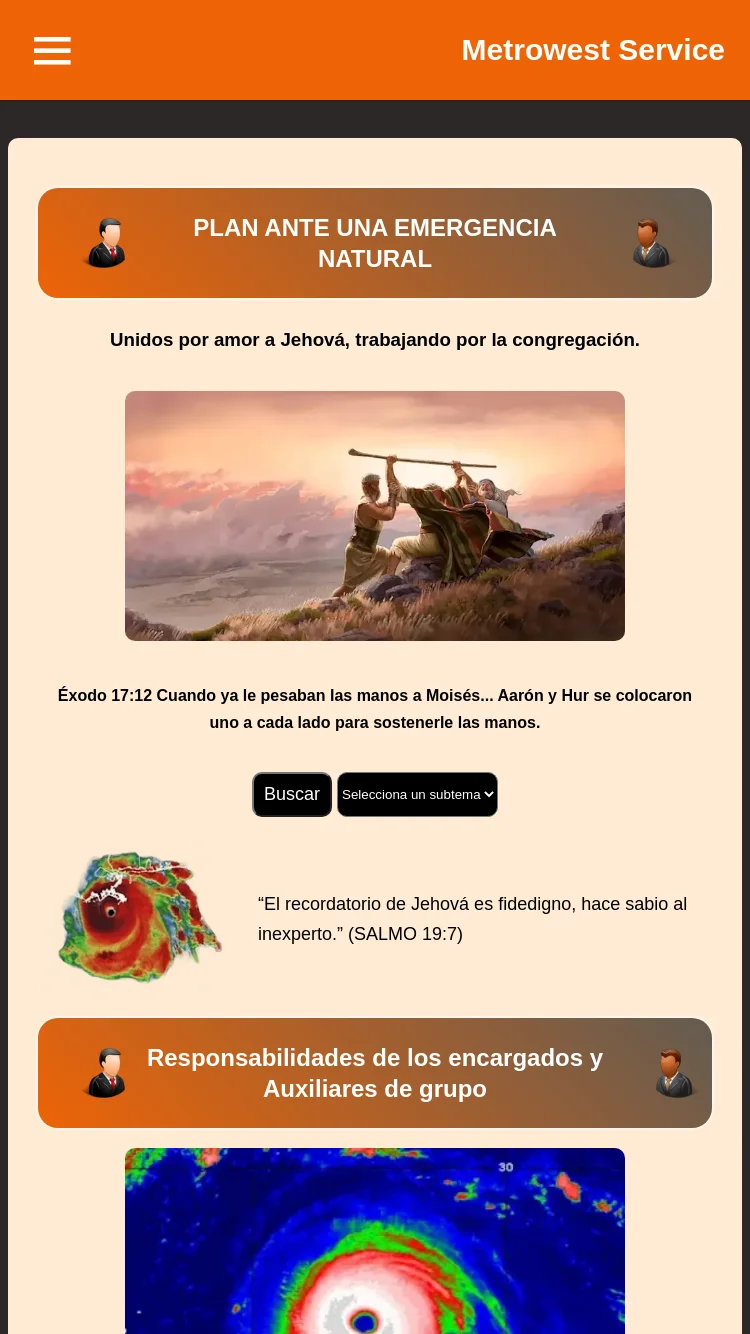 Metrowest Service
PLAN ANTE UNA EMERGENCIA
NATURAL
Unidos por amor a Jehová, trabajando por la congregación.
Éxodo 17:12 Cuando ya le pesaban las manos a Moisés... Aarón y Hur se colocaron
uno a cada lado para sostenerle las manos.
Buscar
Selecciona un subtema
“El recordatorio de Jehová es fidedigno, hace sabio al
inexperto.” (SALMO 19:7)
Responsabilidades de los encargados y
Auxiliares de grupo
30